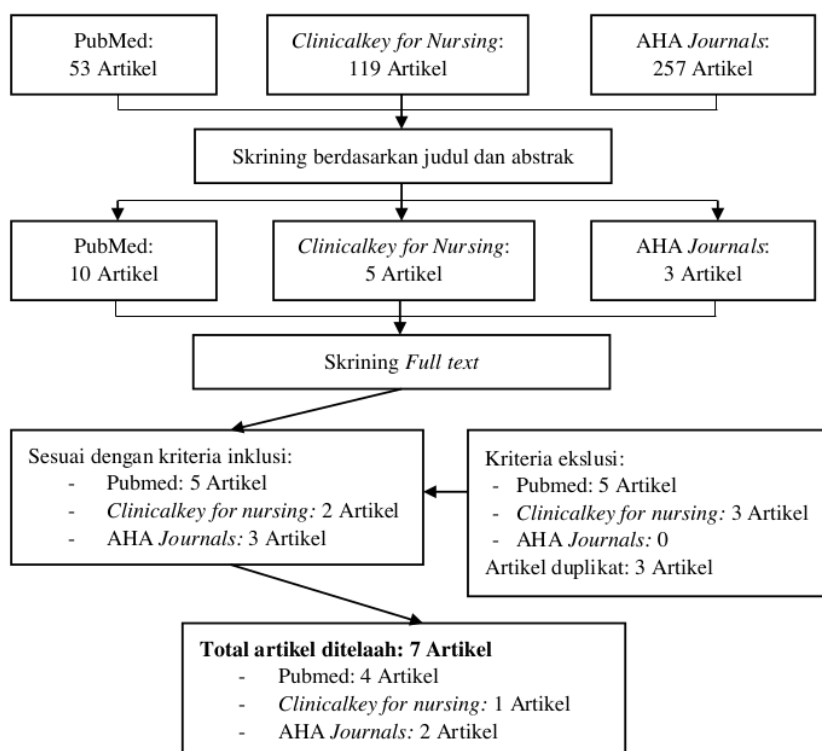 PubMed:
53 Artikel
Clinicalkey for Nursing:
119 Artikel
AHA Journals:
257 Artikel
Skrining berdasarkan judul dan abstrak
PubMed:
10 Artikel
Clinicalkey for Nursing:
5 Artikel
AHA Journals:
3 Artikel
Skrining Full text
Sesuai dengan kriteria inklusi:
- Pubmed: 5 Artikel
- Clinicalkey for nursing: 2 Artikel
- AHA Journals: 3 Artikel
Kriteria ekslusi:
- Pubmed: 5 Artikel
- Clinicalkey for nursing: 3 Artikel
- AHA Journals: 0
Artikel duplikat: 3 Artikel
Total artikel ditelaah: 7 Artikel
- Pubmed: 4 Artikel
- Clinicalkey for nursing: 1 Artikel
- AHA Journals: 2 Artikel